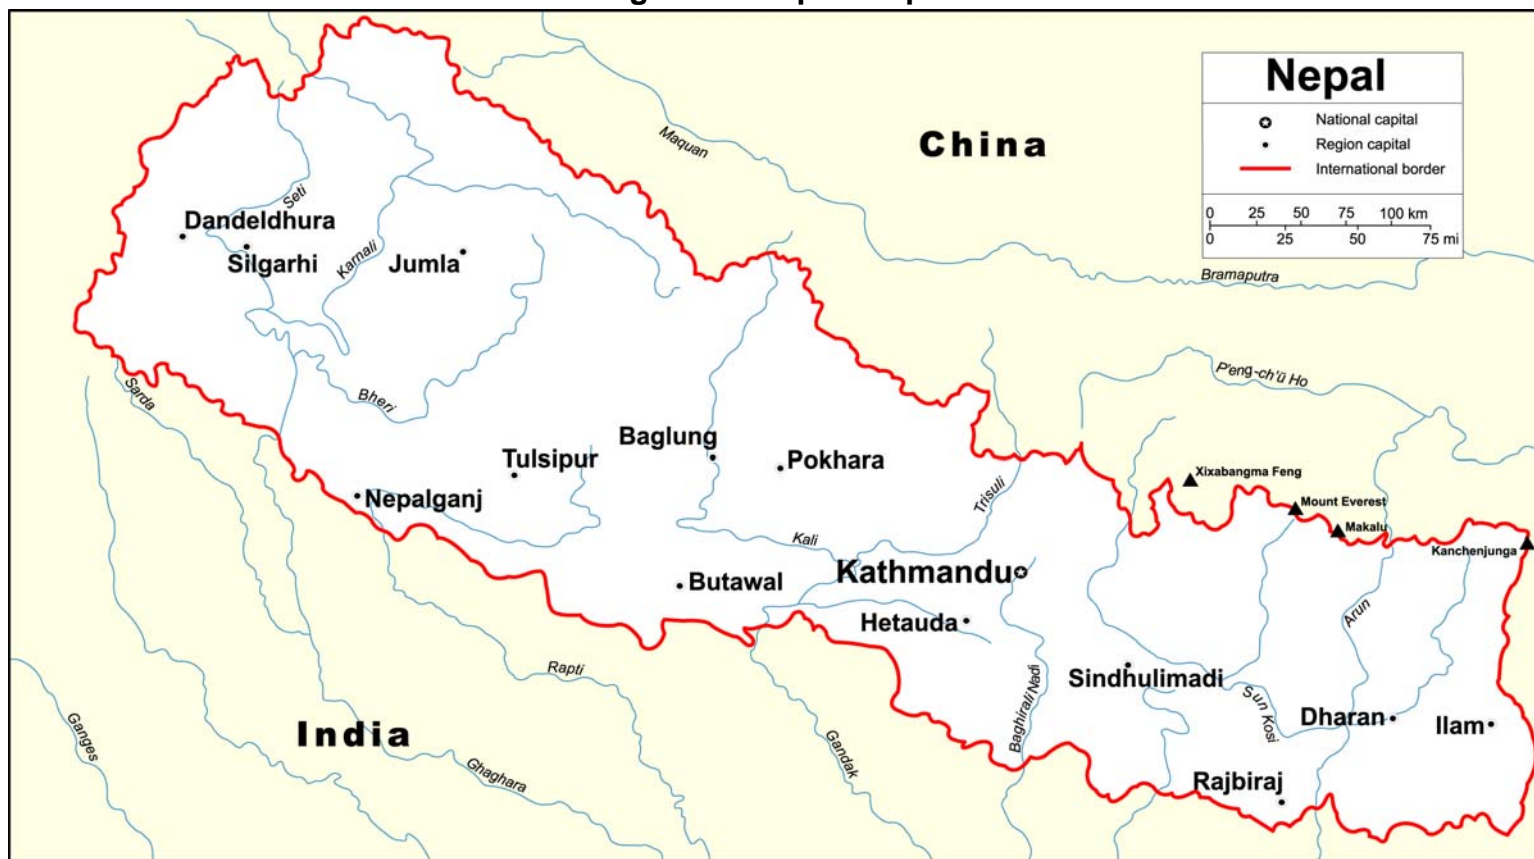 Nepal
National capital
Region capital
International border
0 25 50 75 100 km
0 25 50 75 mi
China
Maquan
Bramaputra
Seti
Dandeldhura
Silgarhi
Karnali
Jumla
P'eng-ch'ü Ho
Sarda
Bheri
Baglung
Tulsipur
Pokhara
Nepalganj
Trisuli
Xixabangma Feng
Mount Everest
Makalu
Kanchenjunga
Kali
Kathmandu
Butawal
Hetauda
Arun
Rapti
Sindhulimadi
Baghirali Nadi
Sun Kosi
Dharan
Ilam
India
Ganges
Ghaghara
Gandak
Rajbiraj